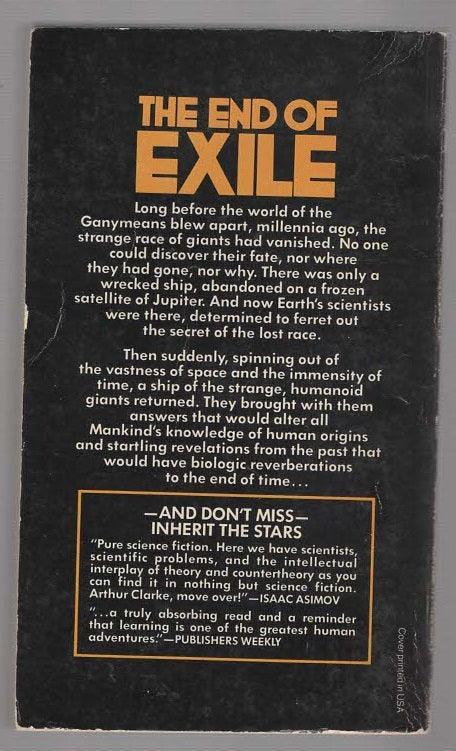 THE END OF
EXILE
Long before the world of the
Ganymeans blew apart, millennia ago, the
strange race of giants had vanished. No one
could discover their fate, nor where
they had gone, nor why. There was only a
wrecked ship, abandoned on a frozen
satellite of Jupiter. And now Earth's scientists
were there, determined to ferret out
the secret of the lost race.
Then suddenly, spinning out of
the vastness of space and the immensity of
time, a ship of the strange, humanoid
giants returned. They brought with them
answers that would alter all
Mankind's knowledge of human origins
and startling revelations from the past that
would have biologic reverberations
to the end of time...
—AND DON'T MISS—
INHERIT THE STARS
"Pure science fiction. Here we have scientists,
scientific problems, and the intellectual
interplay of theory and countertheory as you
can find it in nothing but science fiction.
Arthur Clarke, move over!"—ISAAC ASIMOV
"...a truly absorbing read and a reminder
that learning is one of the greatest human
adventures."—PUBLISHERS WEEKLY
Cover printed in USA